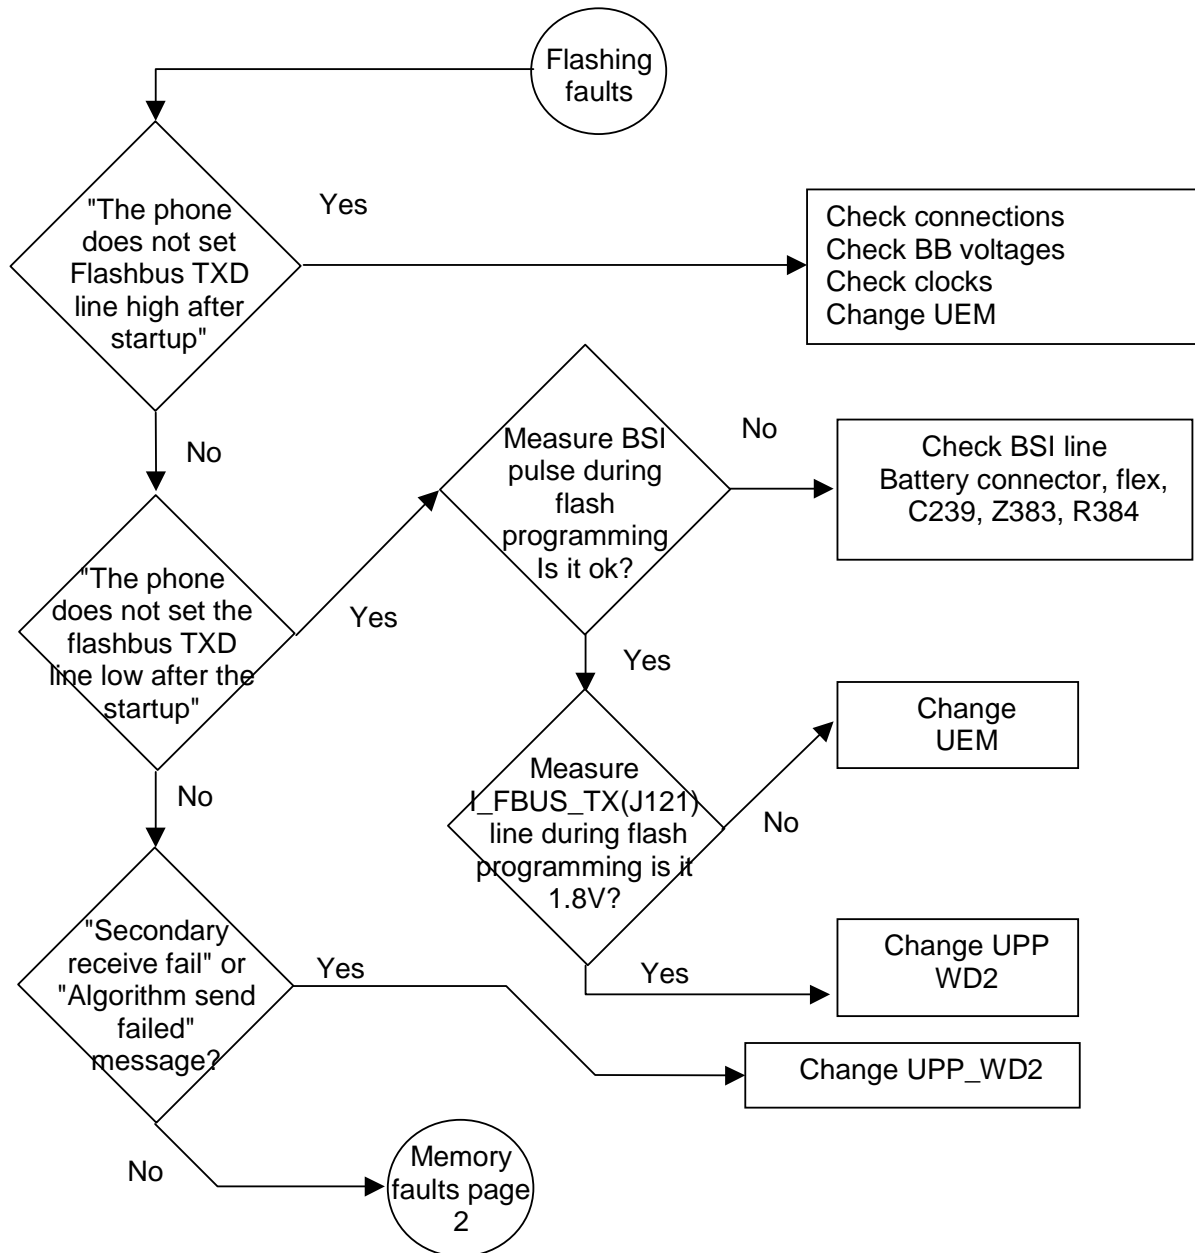 Flashing
faults
"The phone
does not set
Flashbus TXD
line high after
startup"
Yes
Check connections
Check BB voltages
Check clocks
Change UEM
No
Measure BSI
pulse during
flash
programming
Is it ok?
No
Check BSI line
Battery connector, flex,
C239, Z383, R384
"The phone
does not set the
flashbus TXD
line low after the
startup"
Yes
Yes
Change
UEM
No
Measure
I_FBUS_TX(J121)
line during flash
programming is it
1.8V?
No
Yes
Change UPP
WD2
"Secondary
receive fail" or
"Algorithm send
failed"
message?
Yes
Change UPP_WD2
No
Memory
faults page
2